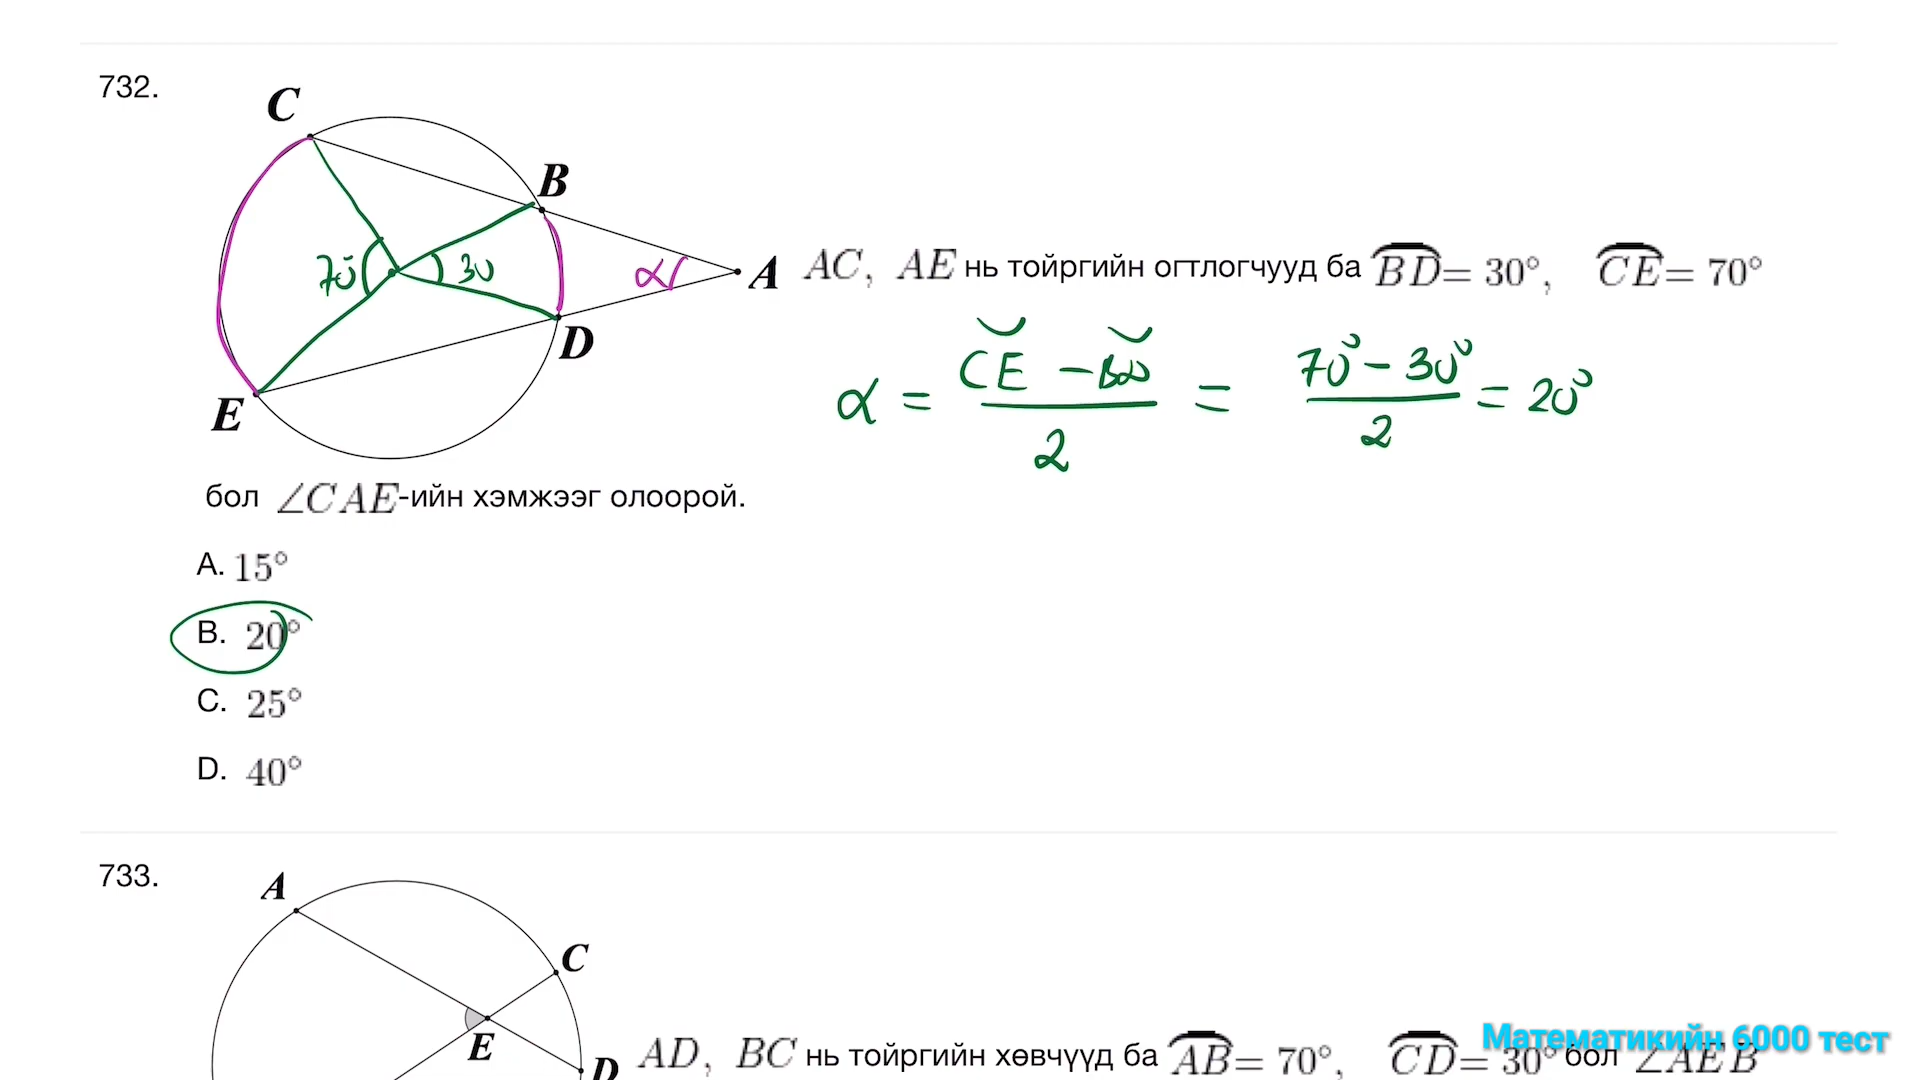 732.
C
B
A
D
E
70°
30
α
AC, AE нь тойргийн огтлогчууд ба BD = 30°, CE = 70°
α = CE - BD / 2 = 70° - 30° / 2 = 20°
бол ∠CAE-ийн хэмжээг олоорой.
A. 15°
B. 20°
C. 25°
D. 40°
733.
A
C
E
D
AD, BC нь тойргийн хөвчүүд ба AB = 70°, CD = 30° бол ∠AEB
Математикийн 6000 тест